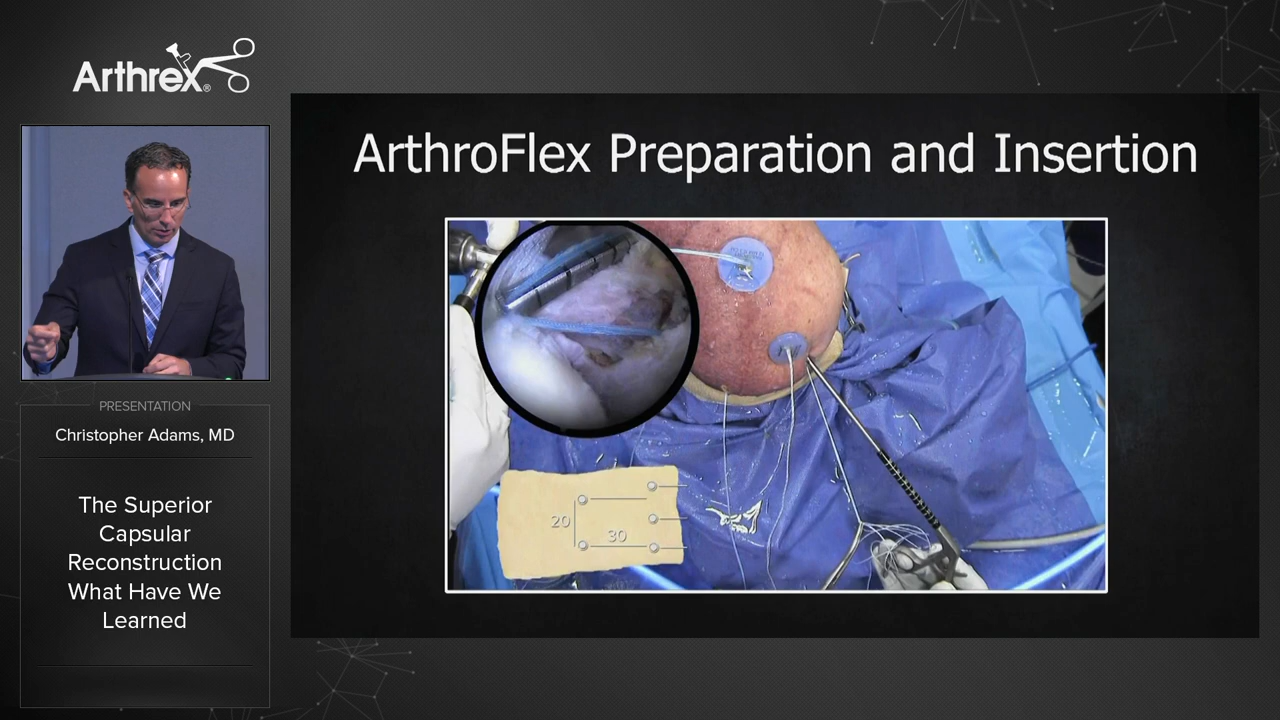 Arthrex®
ArthroFlex Preparation and Insertion
20
30
PRESENTATION
Christopher Adams, MD
The Superior
Capsular
Reconstruction
What Have We
Learned